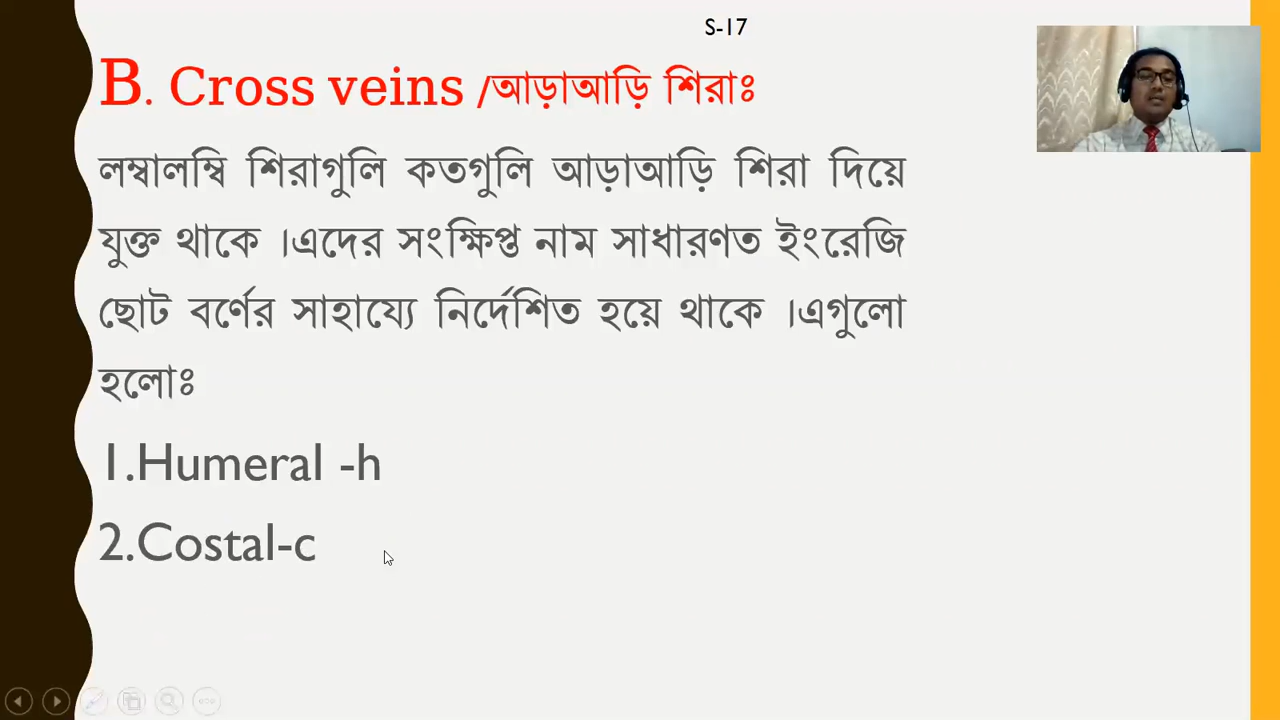 S-17
B. Cross veins /আড়াআড়ি শিরাঃ
লম্বালম্বি শিরাগুলি কতগুলি আড়াআড়ি শিরা দিয়ে
যুক্ত থাকে ।এদের সংক্ষিপ্ত নাম সাধারণত ইংরেজি
ছোট বর্ণের সাহায্যে নির্দেশিত হয়ে থাকে ।এগুলো
হলোঃ
1.Humeral -h
2.Costal-c